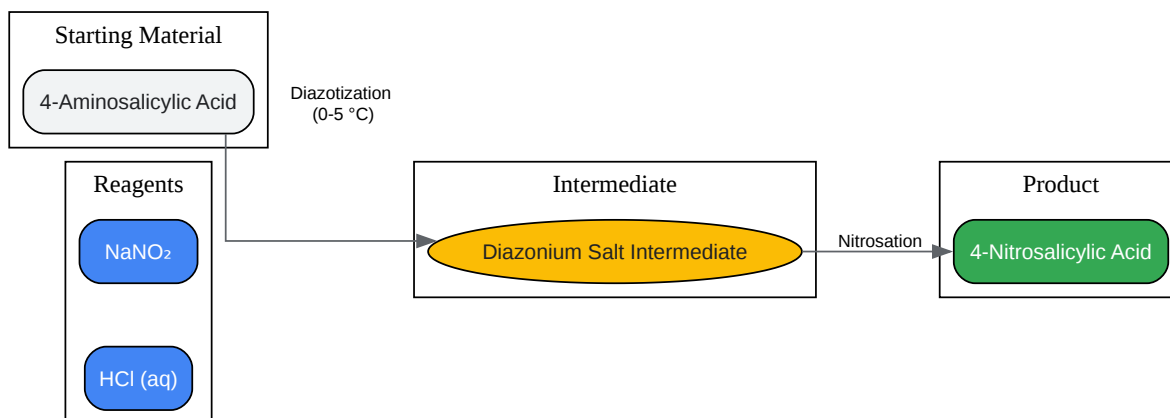 Starting Material
4-Aminosalicylic Acid
Diazotization
(0-5 °C)
Reagents
NaNO₂
HCl (aq)
Intermediate
Diazonium Salt Intermediate
Nitrosation
Product
4-Nitrosalicylic Acid